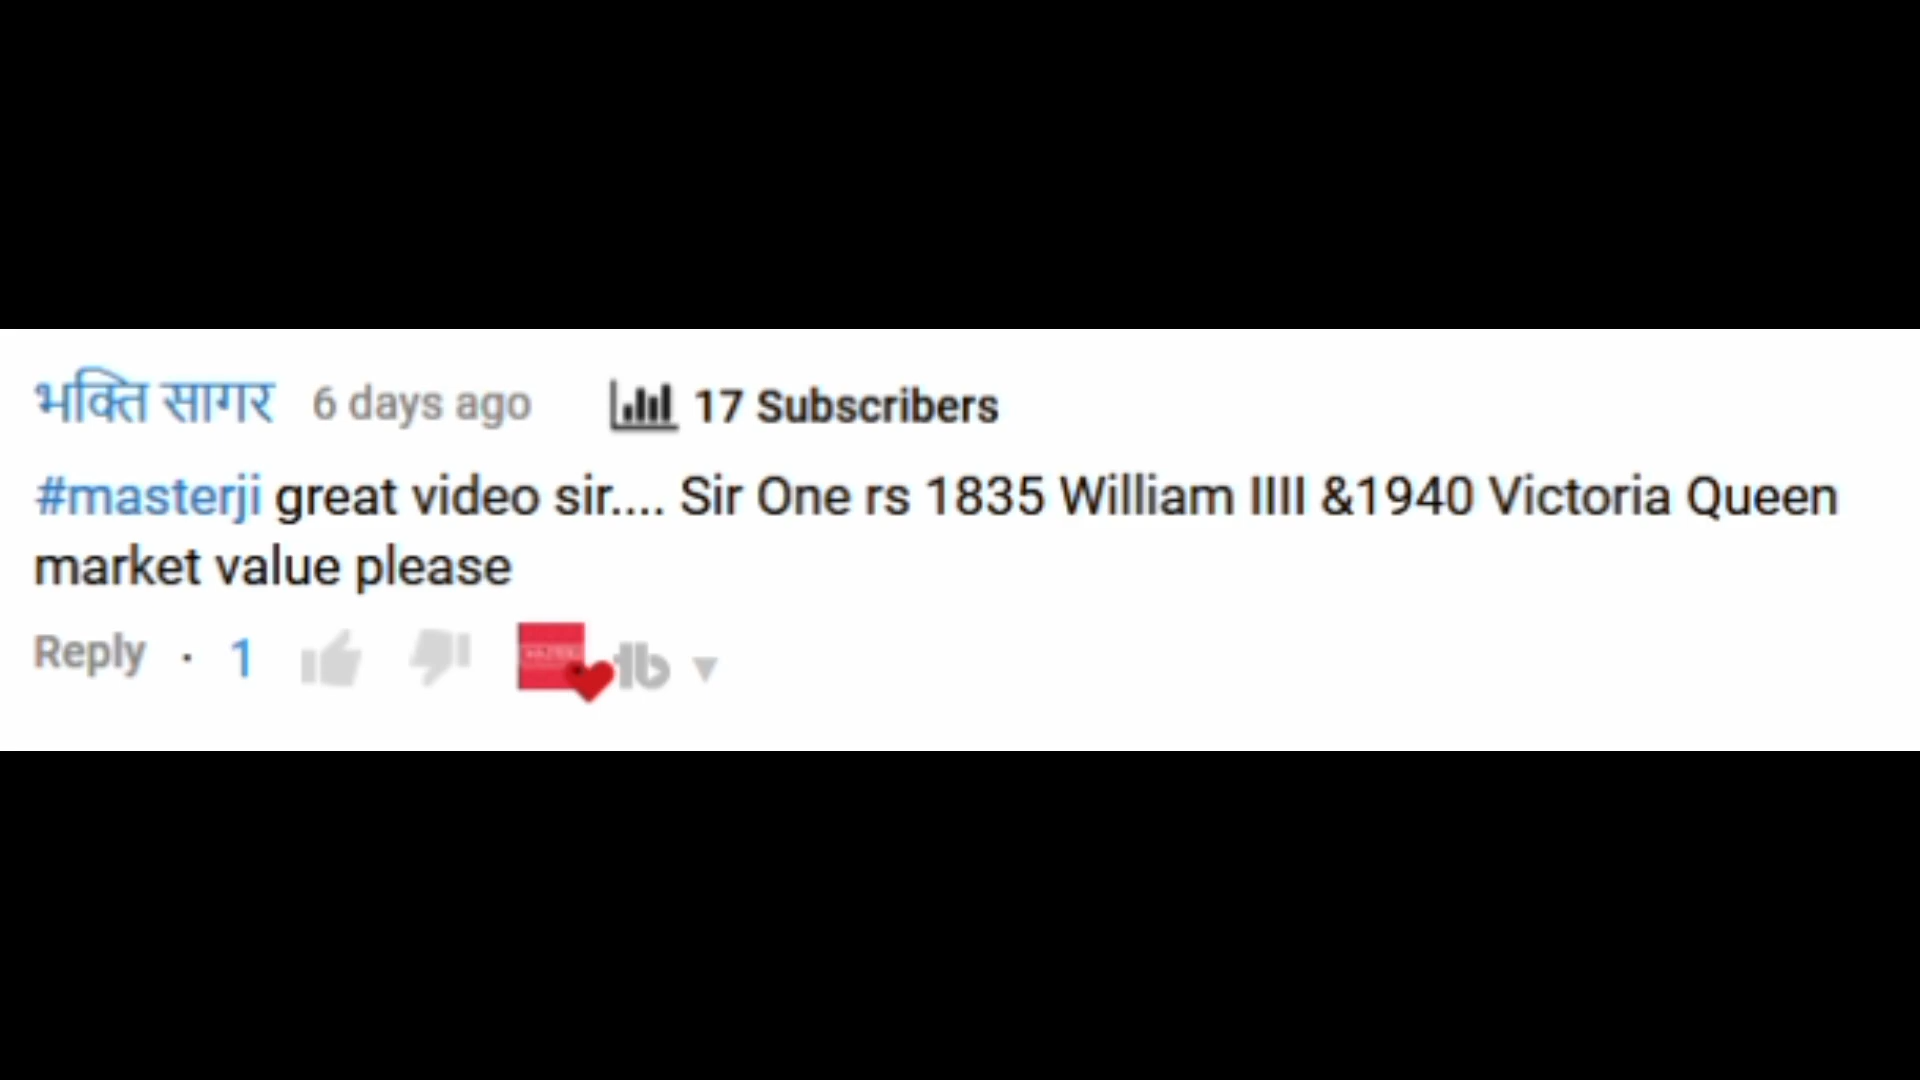 भक्ति सागर 6 days ago 17 Subscribers
#masterji great video sir.... Sir One rs 1835 William IIII &1940 Victoria Queen
market value please
Reply · 1 tb